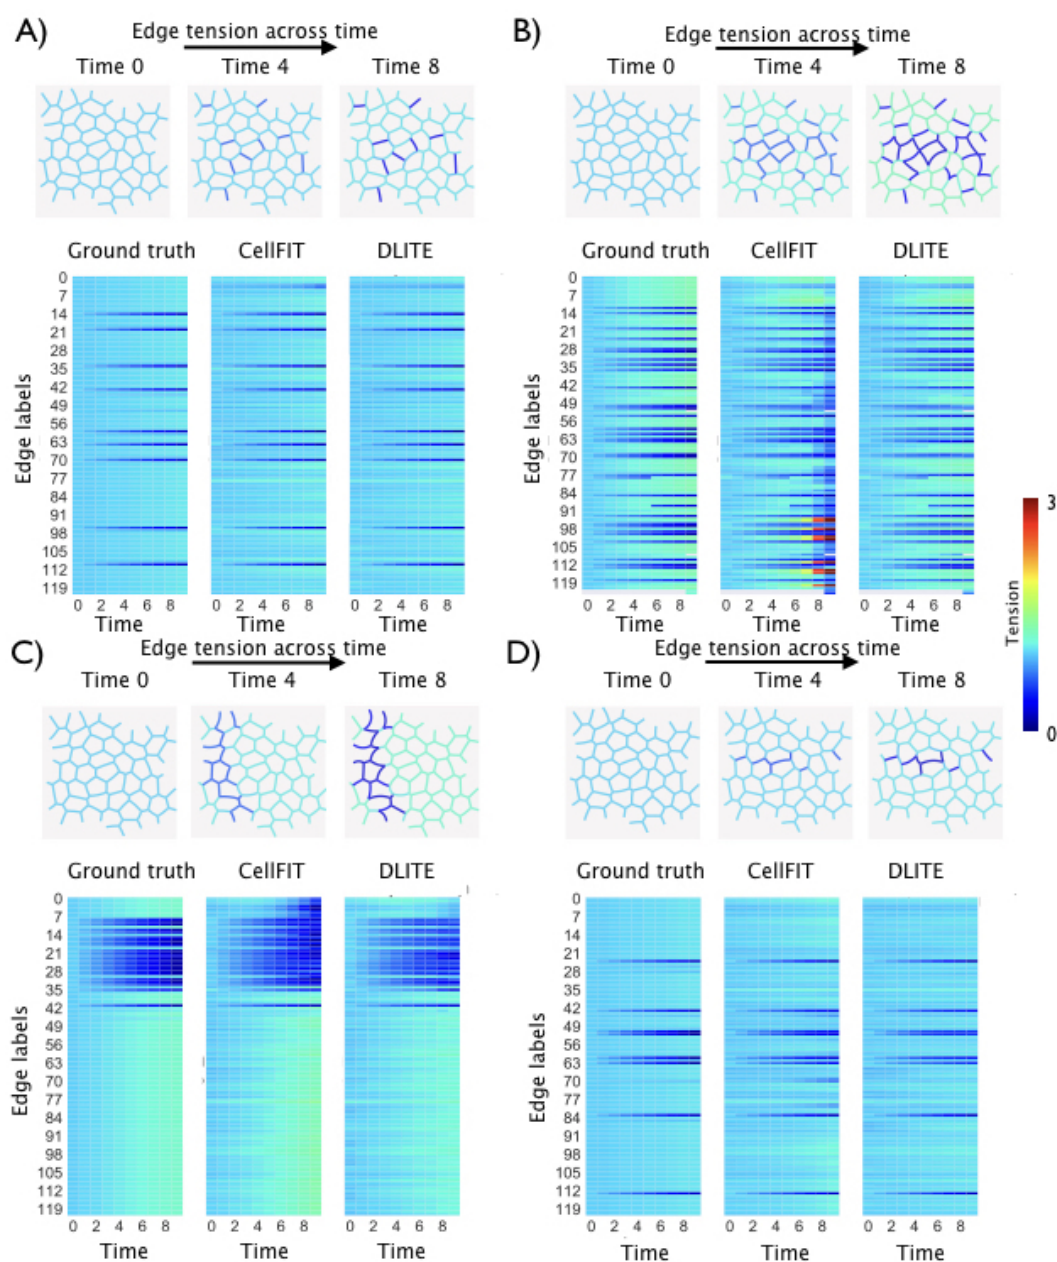 A)
Edge tension across time
Time 0 Time 4 Time 8
Ground truth CellFIT DLITE
Edge labels
0
7
14
21
28
35
42
49
56
63
70
77
84
91
98
105
112
119
0 2 4 6 8 0 2 4 6 8 0 2 4 6 8
Time Time Time
B)
Edge tension across time
Time 0 Time 4 Time 8
Ground truth CellFIT DLITE
Edge labels
0
7
14
21
28
35
42
49
56
63
70
77
84
91
98
105
112
119
0 2 4 6 8 0 2 4 6 8 0 2 4 6 8
Time Time Time
3
Tension
0
C)
Edge tension across time
Time 0 Time 4 Time 8
Ground truth CellFIT DLITE
Edge labels
0
7
14
21
28
35
42
49
56
63
70
77
84
91
98
105
112
119
0 2 4 6 8 0 2 4 6 8 0 2 4 6 8
Time Time Time
D)
Edge tension across time
Time 0 Time 4 Time 8
Ground truth CellFIT DLITE
Edge labels
0
7
14
21
28
35
42
49
56
63
70
77
84
91
98
105
112
119
0 2 4 6 8 0 2 4 6 8 0 2 4 6 8
Time Time Time